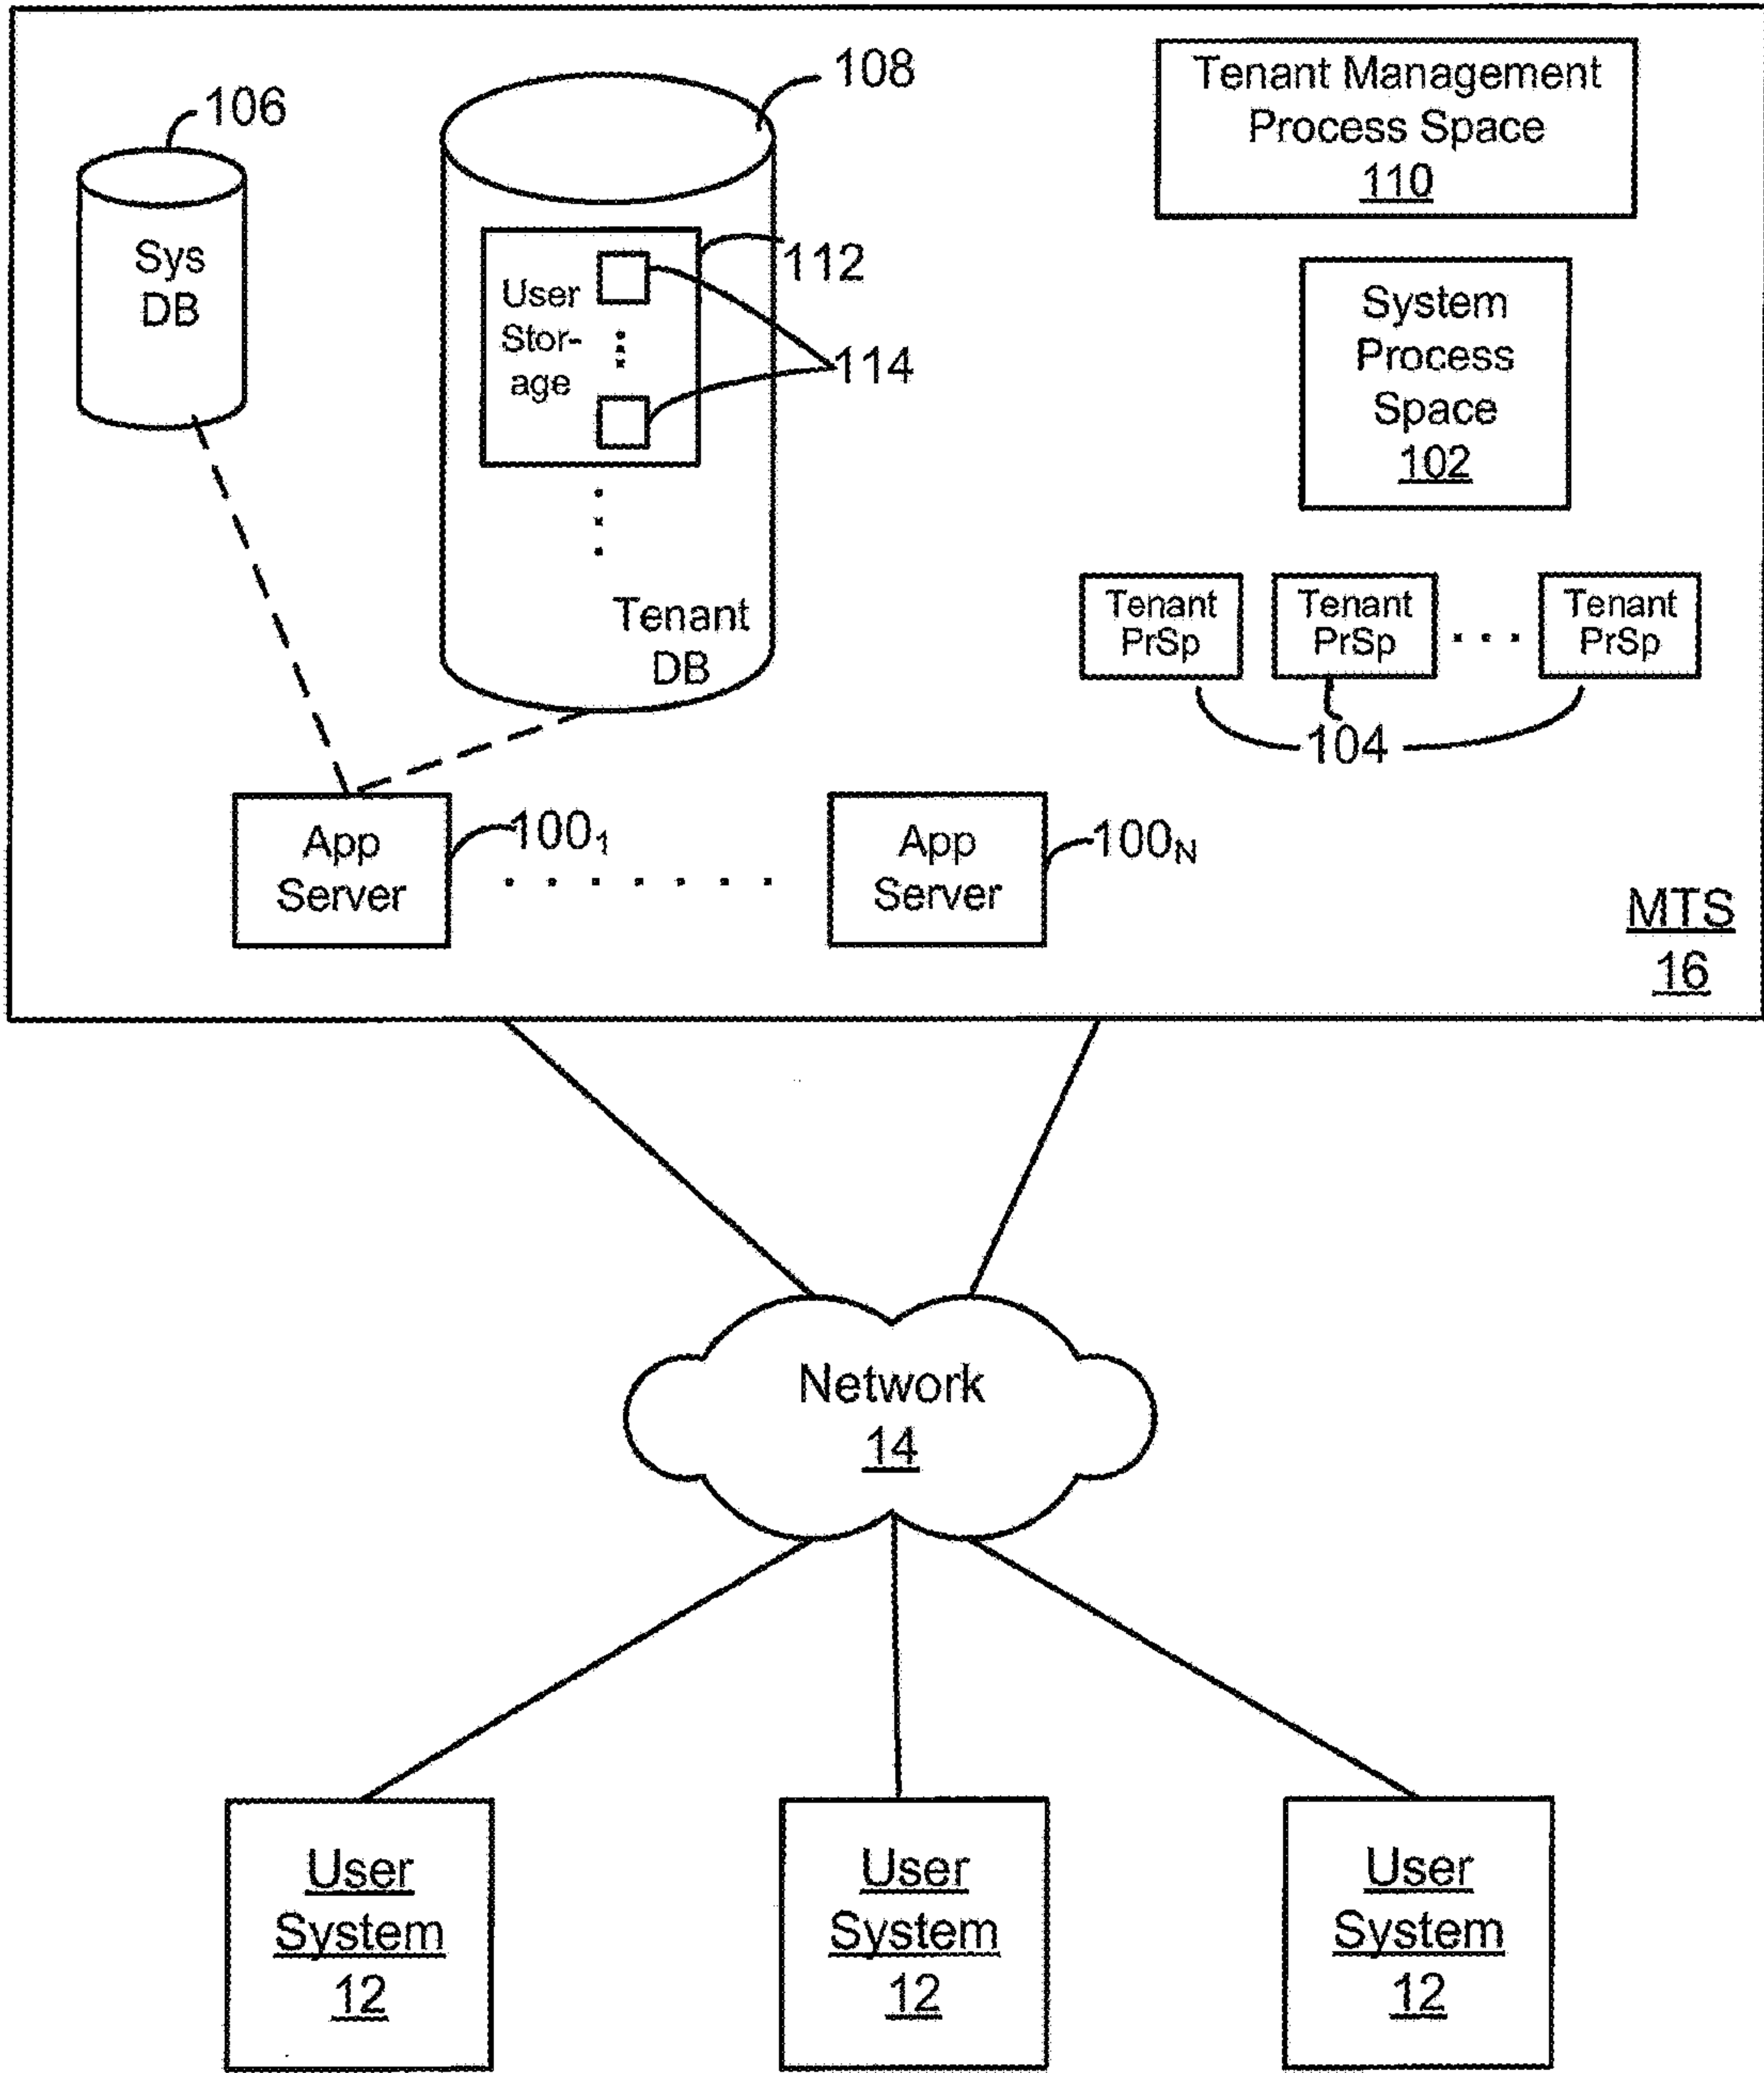 106
Sys
DB
108
112
User
Stor-
age
114
Tenant
DB
Tenant Management
Process Space
110
System
Process
Space
102
Tenant
PrSp
Tenant
PrSp
Tenant
PrSp
104
App
Server
100₁
App
Server
100N
MTS
16
Network
14
User
System
12
User
System
12
User
System
12